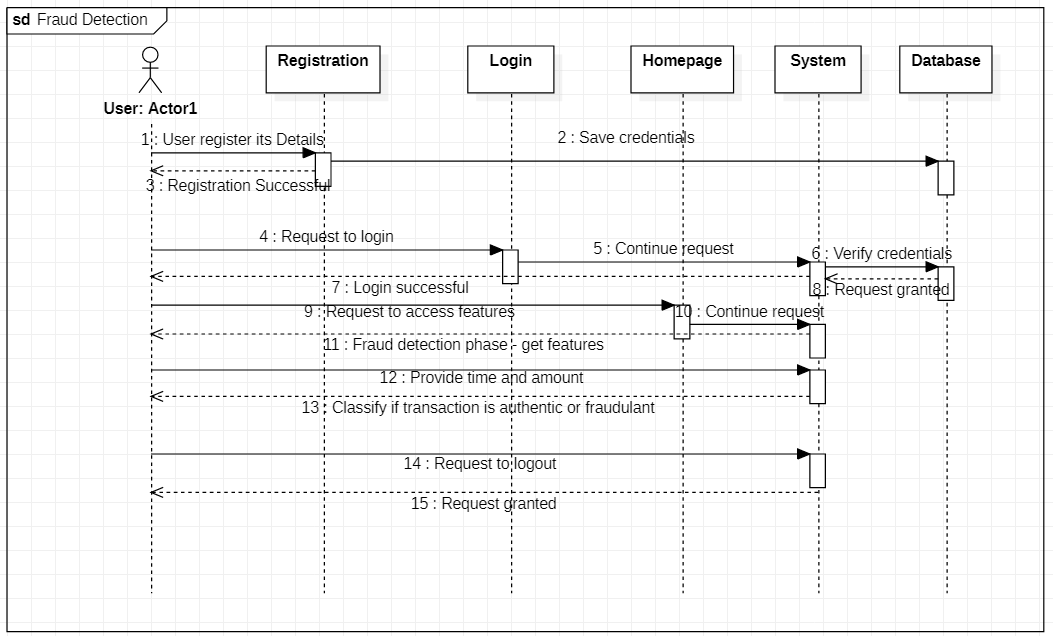 sd Fraud Detection
Registration
Login
Homepage
System
Database
User: Actor1
1 : User register its Details
2 : Save credentials
3 : Registration Successful
4 : Request to login
5 : Continue request
6 : Verify credentials
7 : Login successful
8 : Request granted
9 : Request to access features
10 : Continue request
11 : Fraud detection phase - get features
12 : Provide time and amount
13 : Classify if transaction is authentic or fraudulant
14 : Request to logout
15 : Request granted